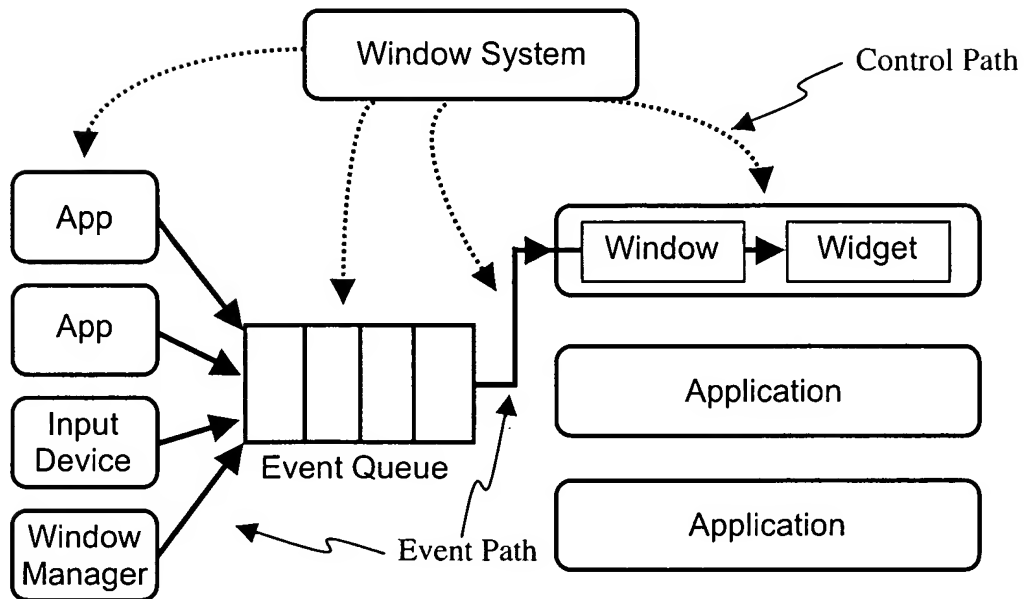 Window System
Control Path
App
Window
Widget
App
Application
Input
Device
Event Queue
Application
Window
Manager
Event Path